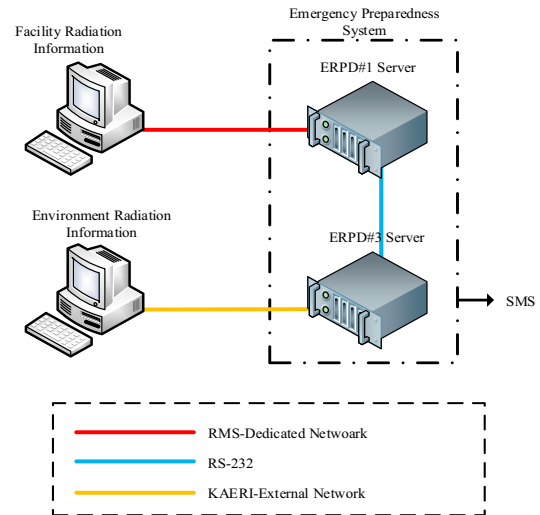 Emergency Preparedness
System
Facility Radiation
Information
ERPD#1 Server
Environment Radiation
Information
ERPD#3 Server
SMS
RMS-Dedicated Netwoark
RS-232
KAERI-External Network